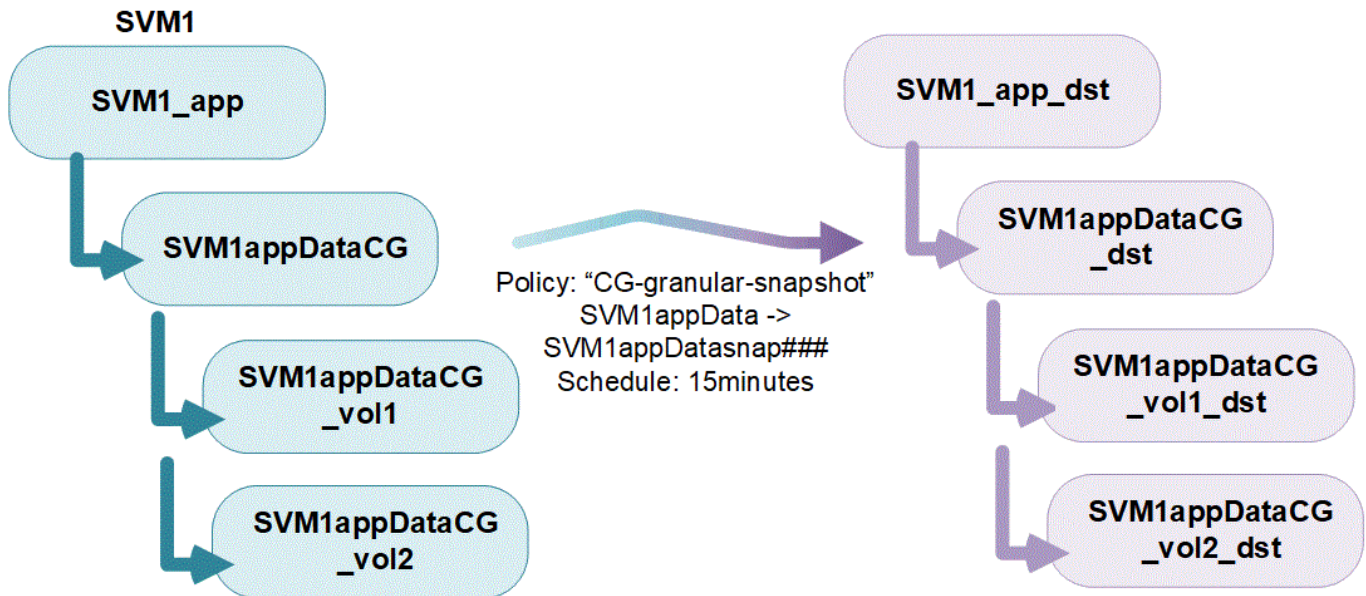 SVM1
SVM1_app
SVM1appDataCG
SVM1appDataCG
_vol1
SVM1appDataCG
_vol2
Policy: “CG-granular-snapshot”
SVM1appData ->
SVM1appDatasnap###
Schedule: 15minutes
SVM1_app_dst
SVM1appDataCG
_dst
SVM1appDataCG
_vol1_dst
SVM1appDataCG
_vol2_dst